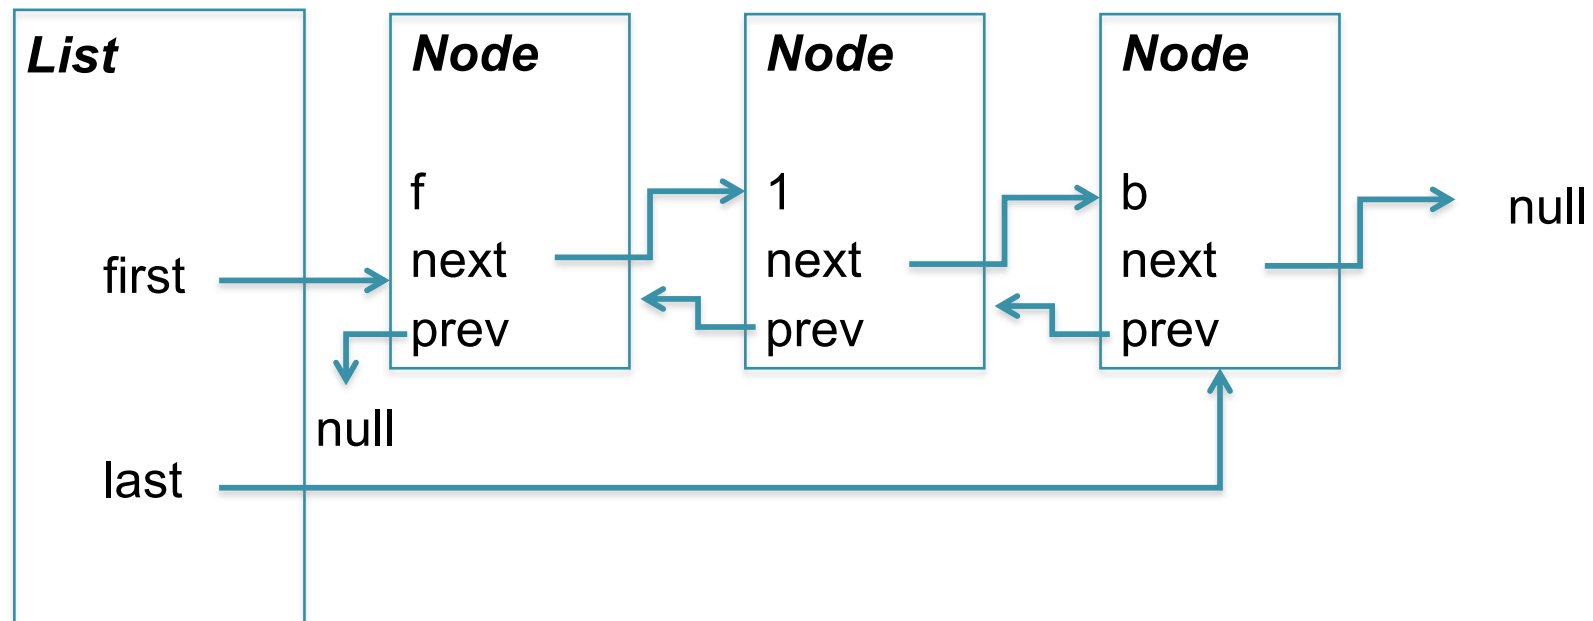 List
first
last
null
Node
f
next
prev
Node
1
next
prev
Node
b
next
prev
null